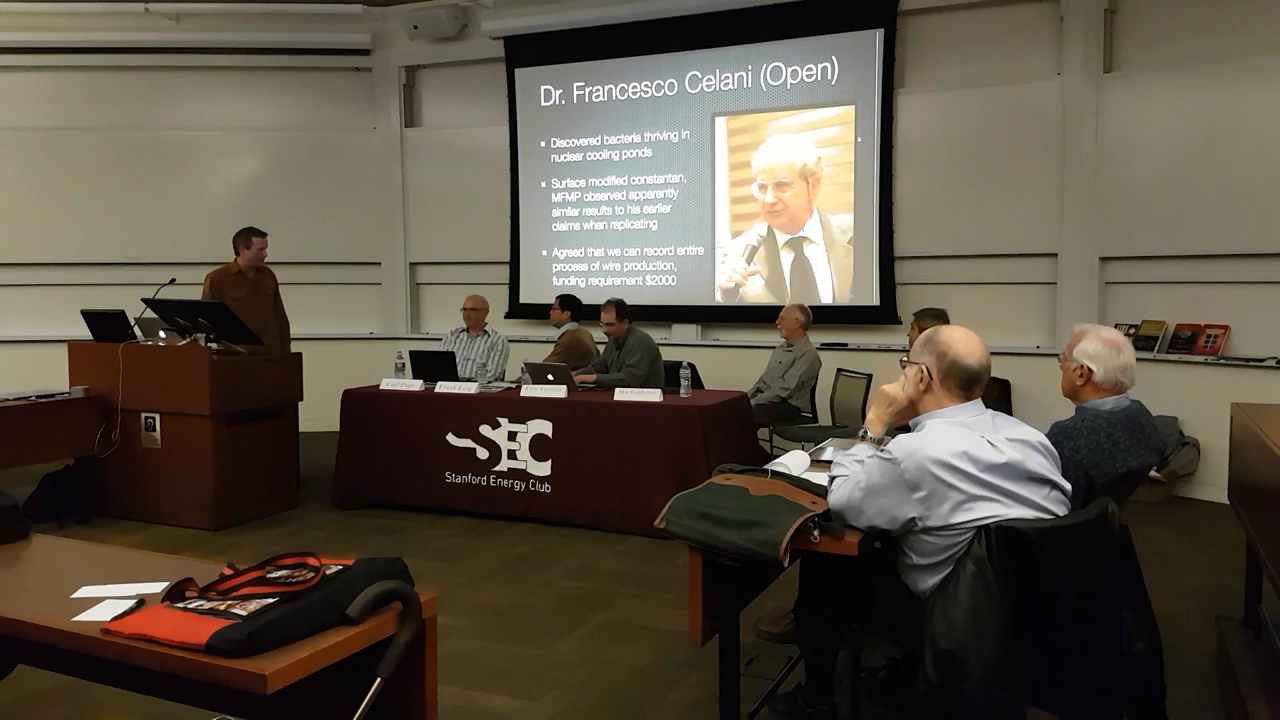 Dr. Francesco Celani (Open)
Discovered bacteria thriving in
nuclear cooling ponds
Surface modified constantan,
MFMP observed apparently
similar results to his earlier
claims when replicating
Agreed that we can record entire
process of wire production,
funding requirement $2000
SEC
Stanford Energy Club